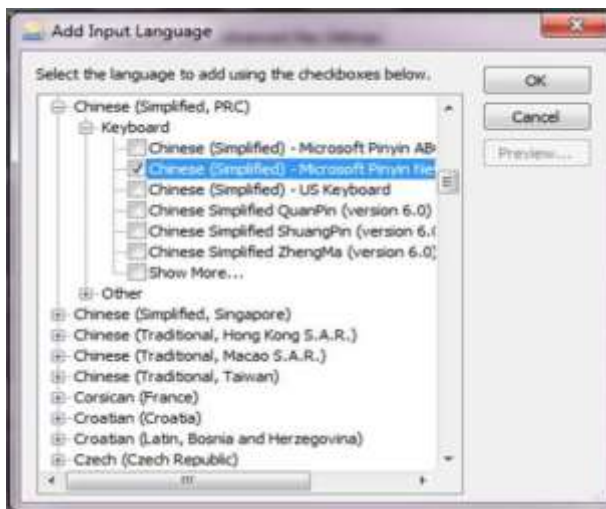 Add Input Language
Select the language to add using the checkboxes below.
OK
Cancel
Preview...
Chinese (Simplified, PRC)
Keyboard
Chinese (Simplified) - Microsoft Pinyin AB
Chinese (Simplified) - Microsoft Pinyin Ne
Chinese (Simplified) - US Keyboard
Chinese Simplified QuanPin (version 6.0)
Chinese Simplified ShuangPin (version 6.
Chinese Simplified ZhengMa (version 6.0)
Show More...
Other
Chinese (Simplified, Singapore)
Chinese (Traditional, Hong Kong S.A.R.)
Chinese (Traditional, Macao S.A.R.)
Chinese (Traditional, Taiwan)
Corsican (France)
Croatian (Croatia)
Croatian (Latin, Bosnia and Herzegovina)
Czech (Czech Republic)